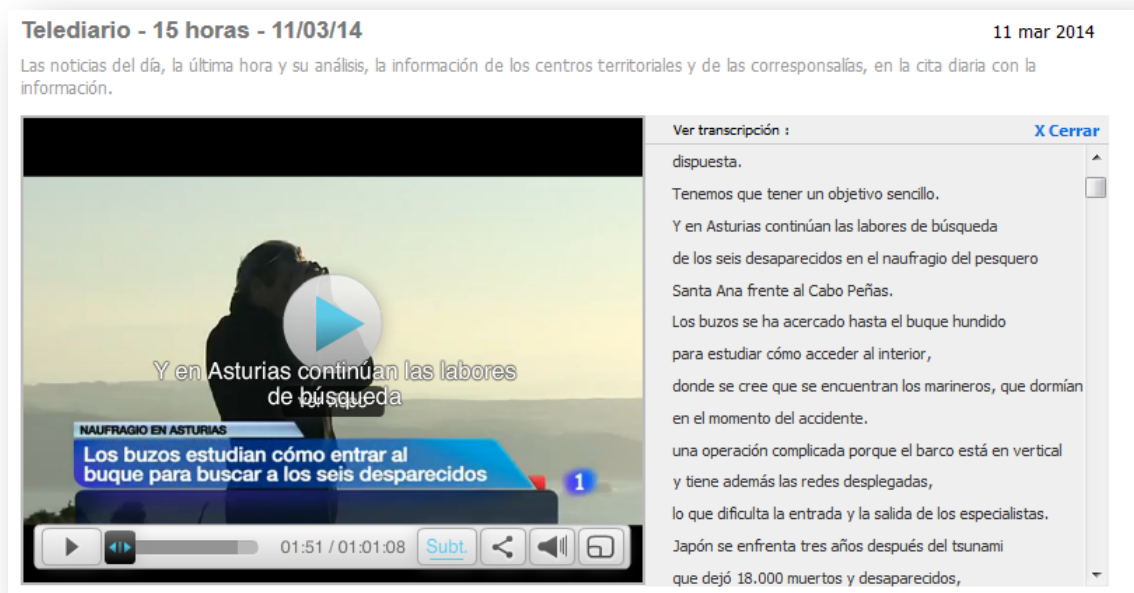 Telediario - 15 horas - 11/03/14
11 mar 2014
Las noticias del día, la última hora y su análisis, la información de los centros territoriales y de las corresponsalías, en la cita diaria con la
información.
Y en Asturias continúan las labores
de búsqueda
NAUFRAGIO EN ASTURIAS
Los buzos estudian cómo entrar al
buque para buscar a los seis desparecidos
1
01:51 / 01:01:08
Subt.
Ver transcripción :
X Cerrar
dispuesta.
Tenemos que tener un objetivo sencillo.
Y en Asturias continúan las labores de búsqueda
de los seis desaparecidos en el naufragio del pesquero
Santa Ana frente al Cabo Peñas.
Los buzos se ha acercado hasta el buque hundido
para estudiar cómo acceder al interior,
donde se cree que se encuentran los marineros, que dormían
en el momento del accidente.
una operación complicada porque el barco está en vertical
y tiene además las redes desplegadas,
lo que dificulta la entrada y la salida de los especialistas.
Japón se enfrenta tres años después del tsunami
que dejó 18.000 muertos y desaparecidos,